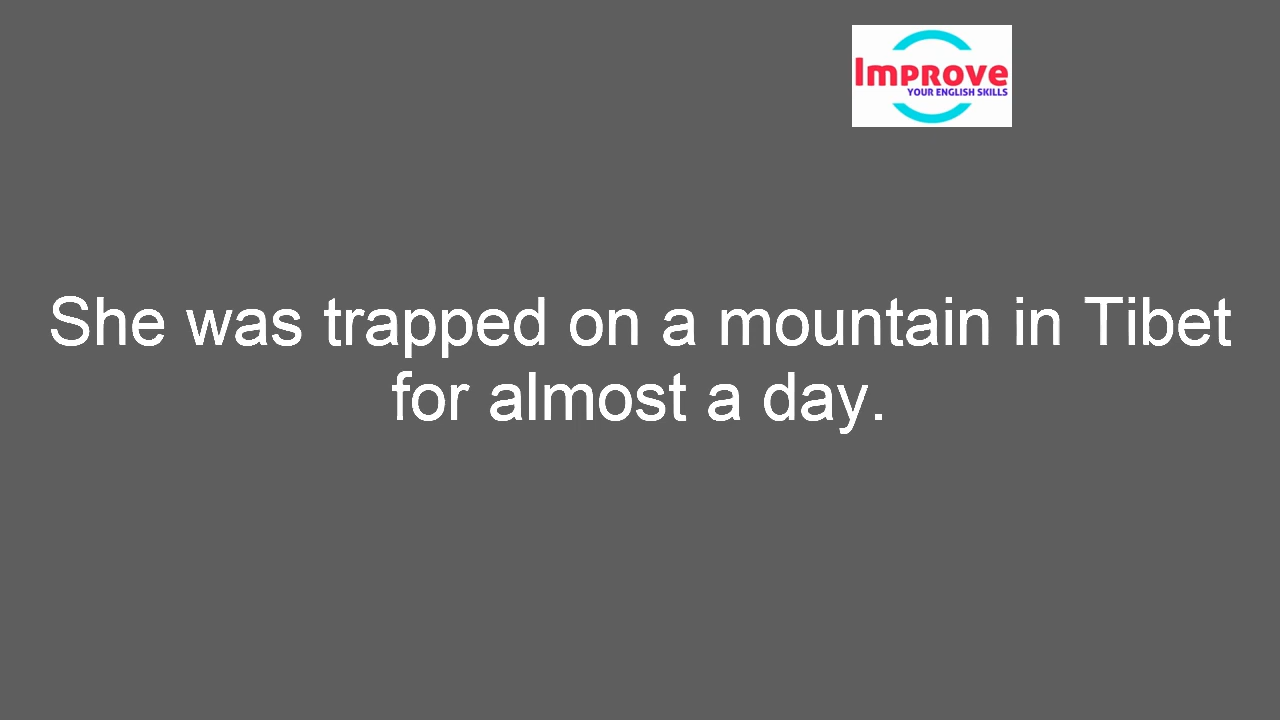 Improve
YOUR ENGLISH SKILLS
She was trapped on a mountain in Tibet
for almost a day.